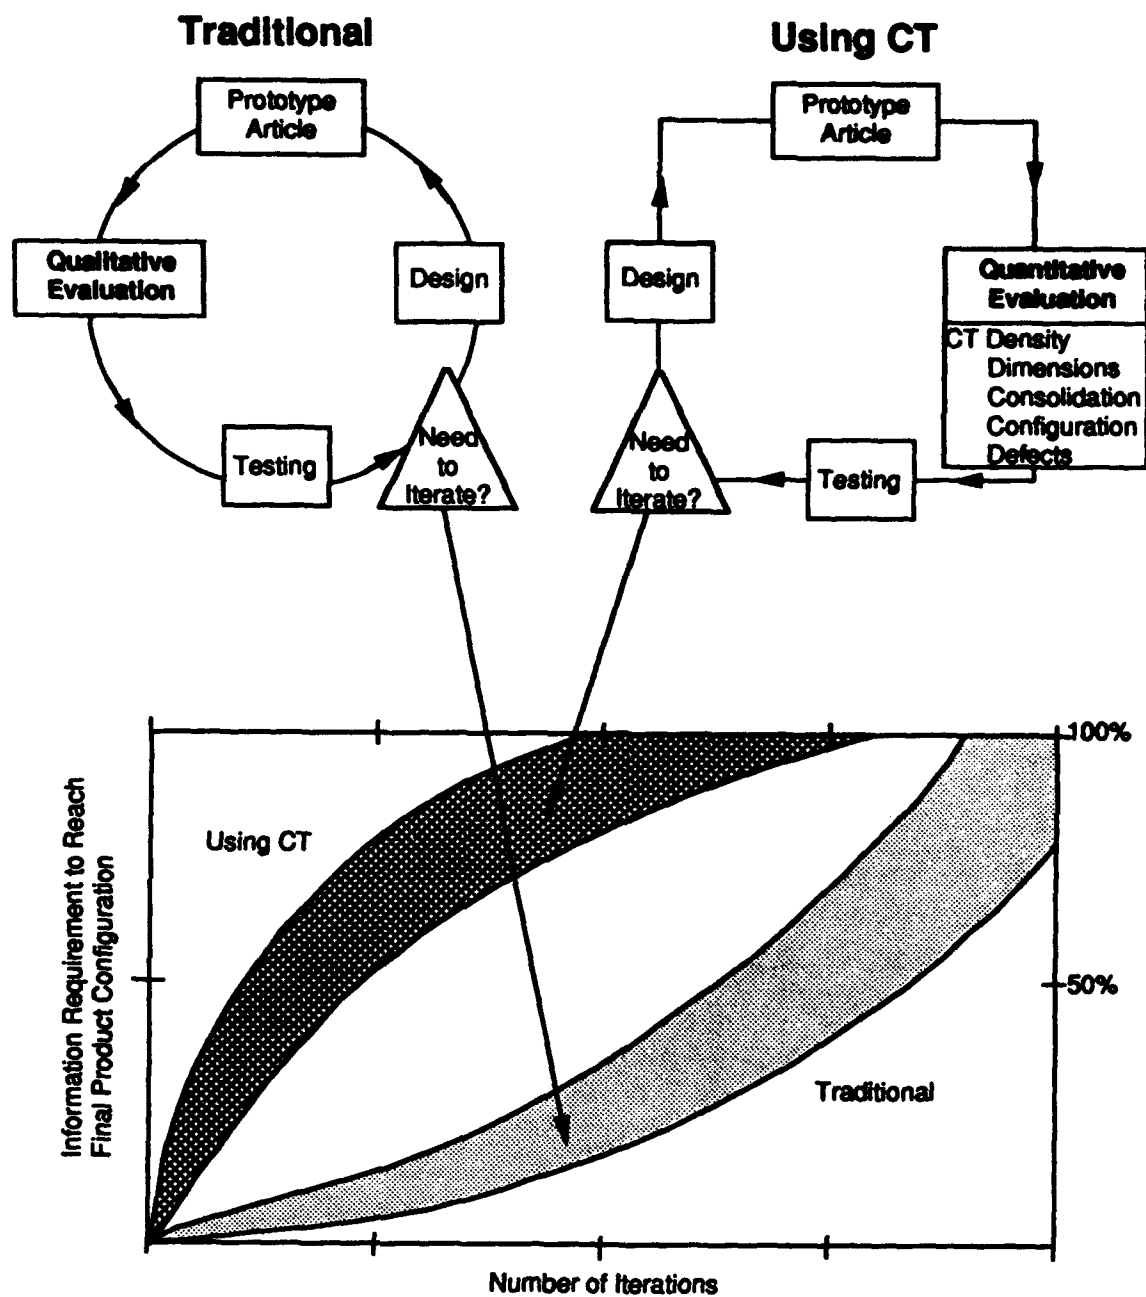 Traditional
Prototype
Article
Qualitative
Evaluation
Design
Testing
Need
to
Iterate?
Using CT
Prototype
Article
Design
Quantitative
Evaluation
CT Density
Dimensions
Consolidation
Configuration
Defects
Need
to
Iterate?
Testing
100%
Using CT
Information Requirement to Reach
Final Product Configuration
50%
Traditional
Number of Iterations